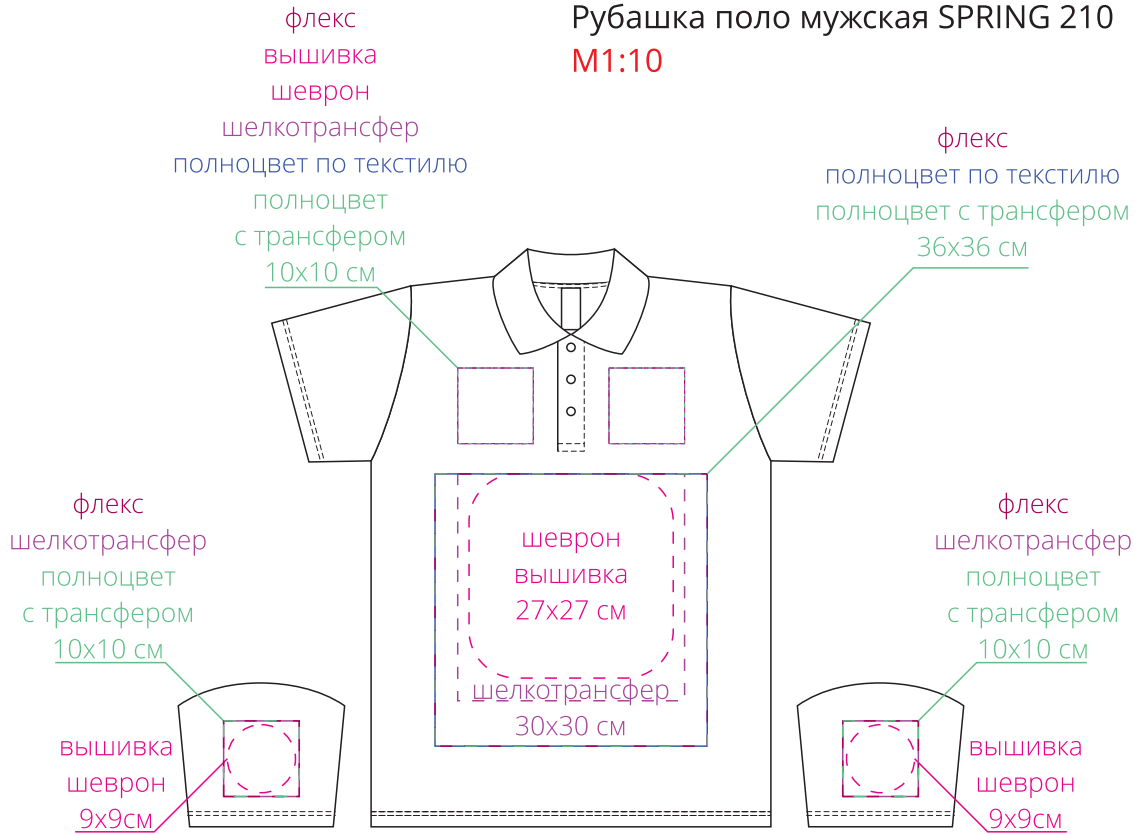 Рубашка поло мужская SPRING 210
М1:10
флекс
вышивка
шеврон
шелкотрансфер
полноцвет по текстилю
полноцвет
с трансфером
10х10 см
флекс
полноцвет по текстилю
полноцвет с трансфером
36х36 см
шеврон
вышивка
27х27 см
шелкотрансфер
30х30 см
флекс
шелкотрансфер
полноцвет
с трансфером
10х10 см
вышивка
шеврон
9х9см
флекс
шелкотрансфер
полноцвет
с трансфером
10х10 см
вышивка
шеврон
9х9см